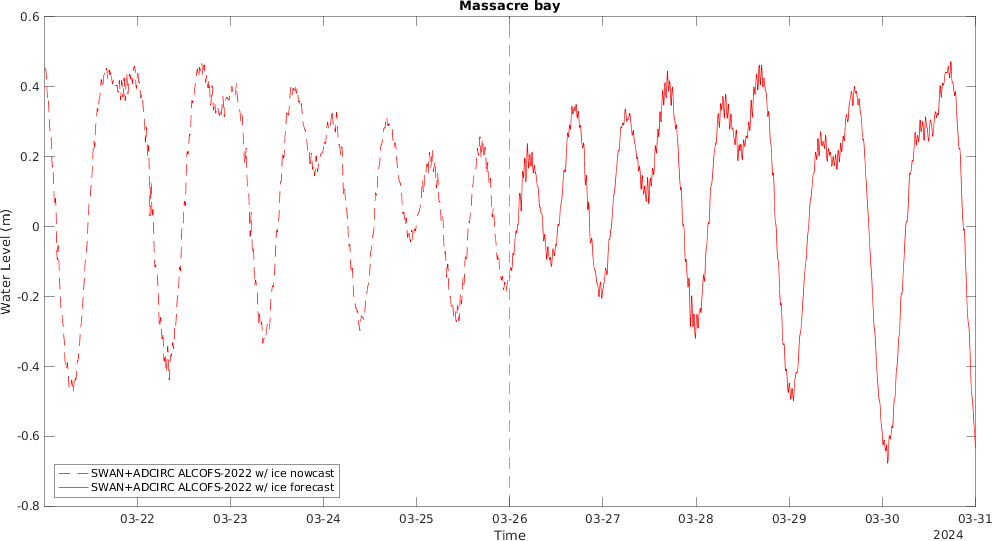 Massacre bay
0.6
0.4
0.2
0
-0.2
-0.4
-0.6
-0.8
Water Level (m)
SWAN+ADCIRC ALCOFS-2022 w/ ice nowcast
SWAN+ADCIRC ALCOFS-2022 w/ ice forecast
03-22 03-23 03-24 03-25 03-26 03-27 03-28 03-29 03-30 03-31
Time
2024